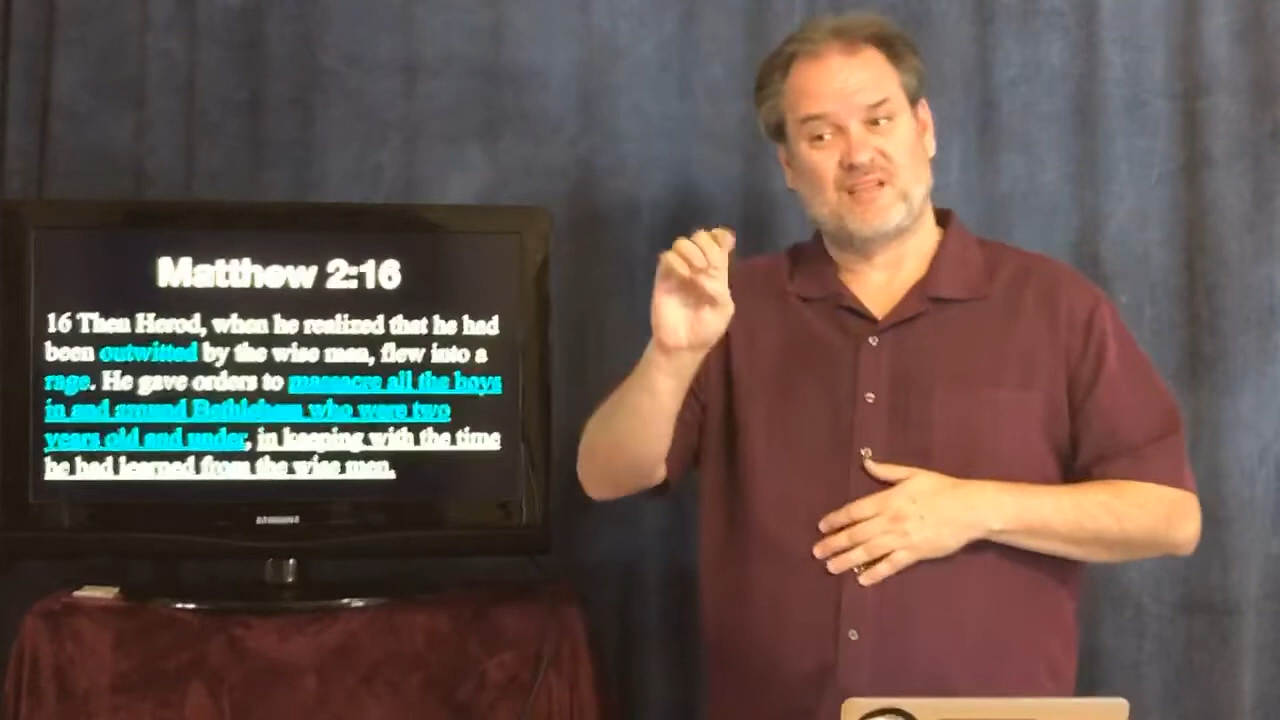 Matthew 2:16
16 Then Herod, when he realized that he had
been outwitted by the wise men, flew into a
rage. He gave orders to massacre all the boys
in and around Bethlehem who were two
years old and under, in keeping with the time
he had learned from the wise men.
SAMSUNG